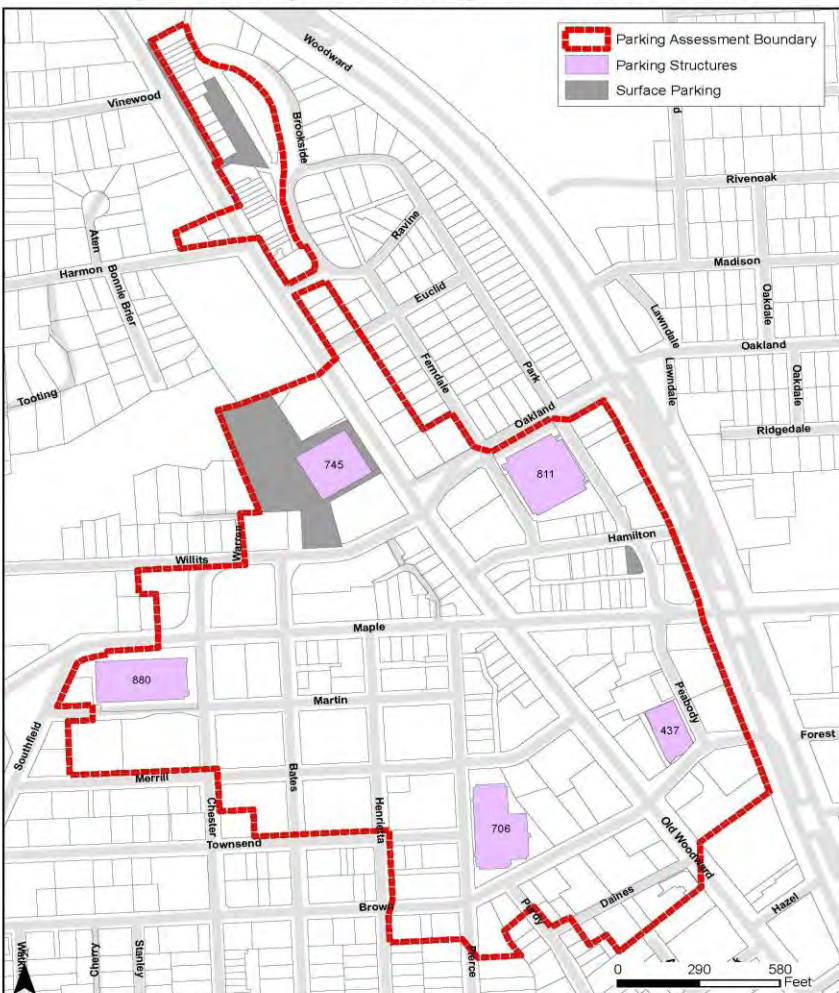 Woodward
Parking Assessment Boundary
Parking Structures
Surface Parking
Vinewood
Brookside
Rivenoak
Ravine
Aten
Madison
Harmon
Bonnie Brier
Euclid
Lawndale
Oakdale
Oakland
Ferndale
Park
Lawndale
Oakdale
Tooting
Oakland
Ridgedale
745
811
Hamilton
Warren
Willits
Maple
880
Martin
Peabody
437
Southfield
Forest
Merrill
Bates
Chester
Henrietta
706
Old Woodward
Townsend
Daines
Hazel
Brown
Purdy
Pierce
Cherry
Stanley
0 290 580
Feet